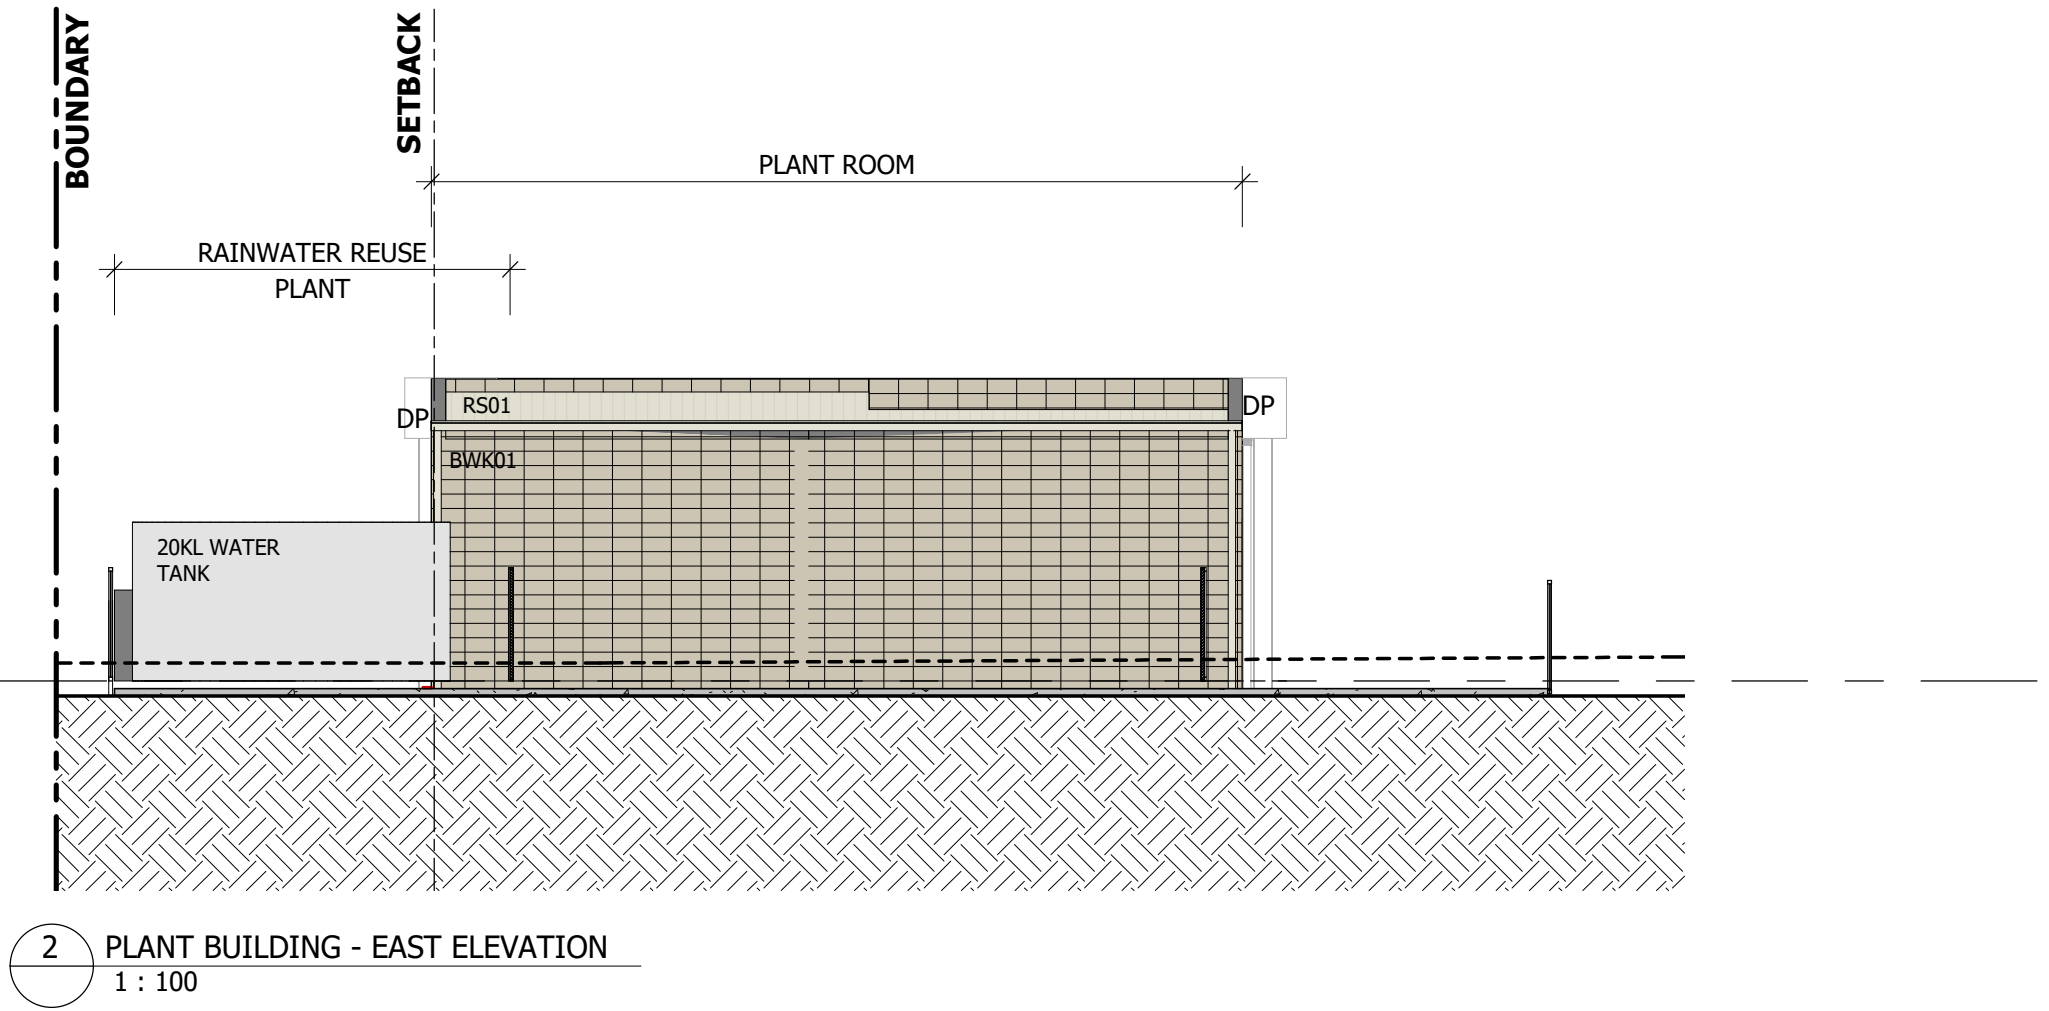 BOUNDARY
SETBACK
PLANT ROOM
RAINWATER REUSE
PLANT
DP
RS01
DP
BWK01
20KL WATER
TANK
2
PLANT BUILDING - EAST ELEVATION
1 : 100